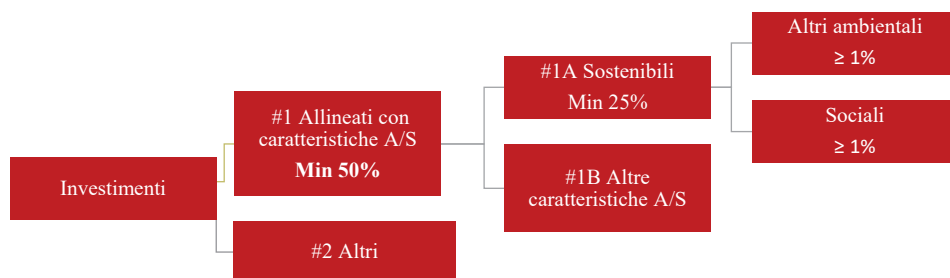 Investimenti
#1 Allineati con
caratteristiche A/S
Min 50%
#2 Altri
#1A Sostenibili
Min 25%
#1B Altre
caratteristiche A/S
Altri ambientali
≥ 1%
Sociali
≥ 1%